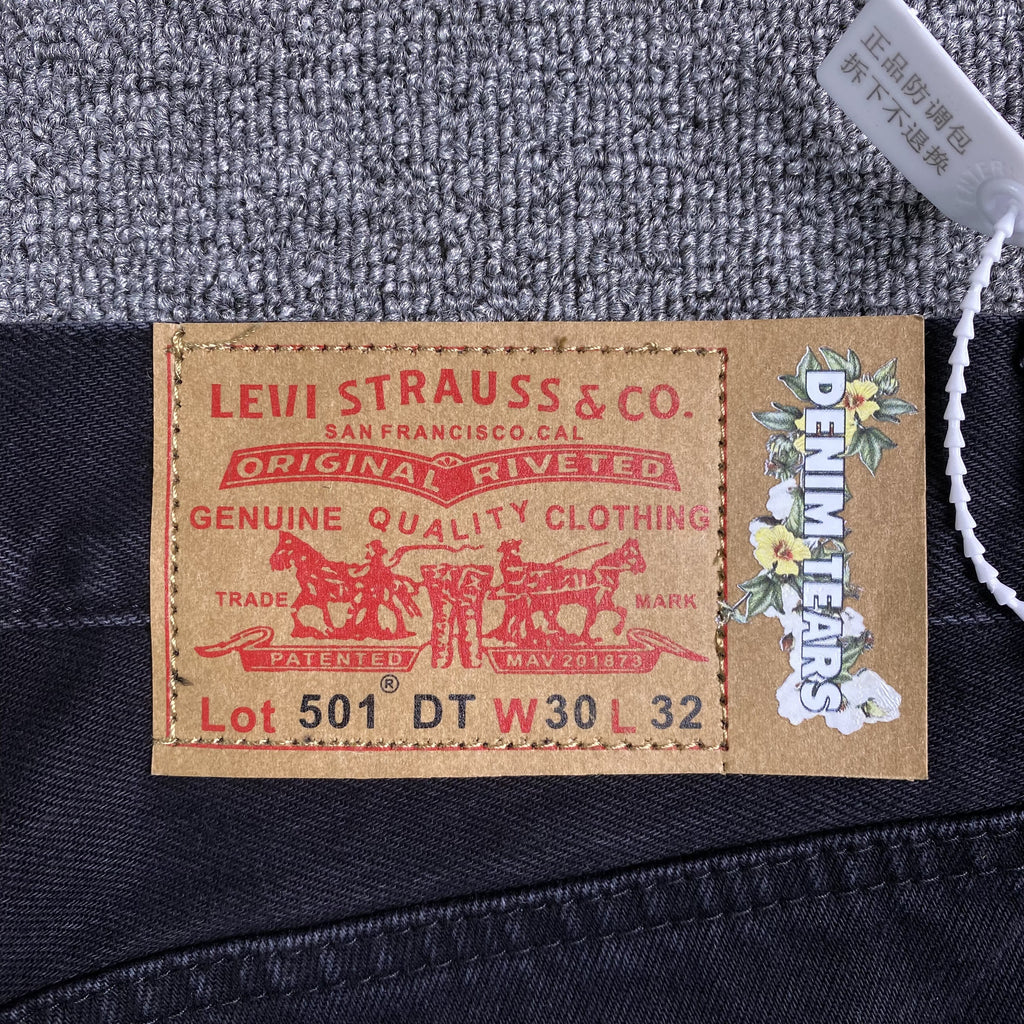 正品防调包
拆下不退换
LEVI STRAUSS & CO.
SAN FRANCISCO.CAL
ORIGINAL RIVETED
GENUINE QUALITY CLOTHING
TRADE MARK
PATENTED MAV 201873
Lot 501® DT W30 L 32
DENIM TEARS